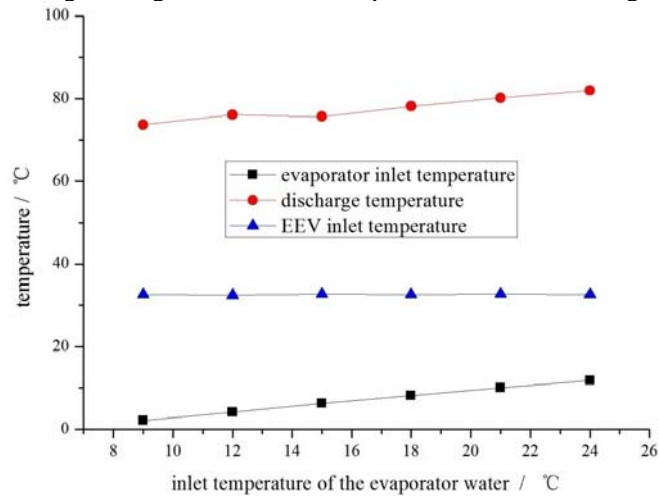 100
80
60
40
20
0
temperature / ℃
evaporator inlet temperature
discharge temperature
EEV inlet temperature
8 10 12 14 16 18 20 22 24 26
inlet temperature of the evaporator water / ℃